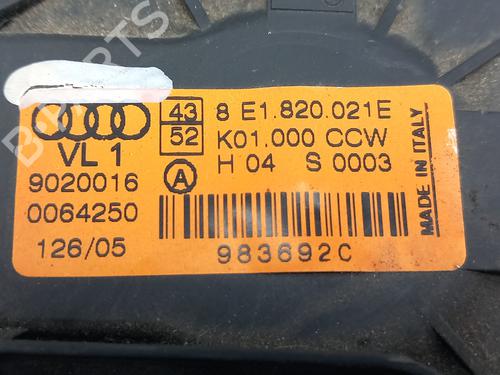 B-PARTS
43 8 E1.820.021E
52 K01.000 CCW
VL 1
A H 04 S 0003
9020016
0064250
126/05
983692C
MADE IN ITALY